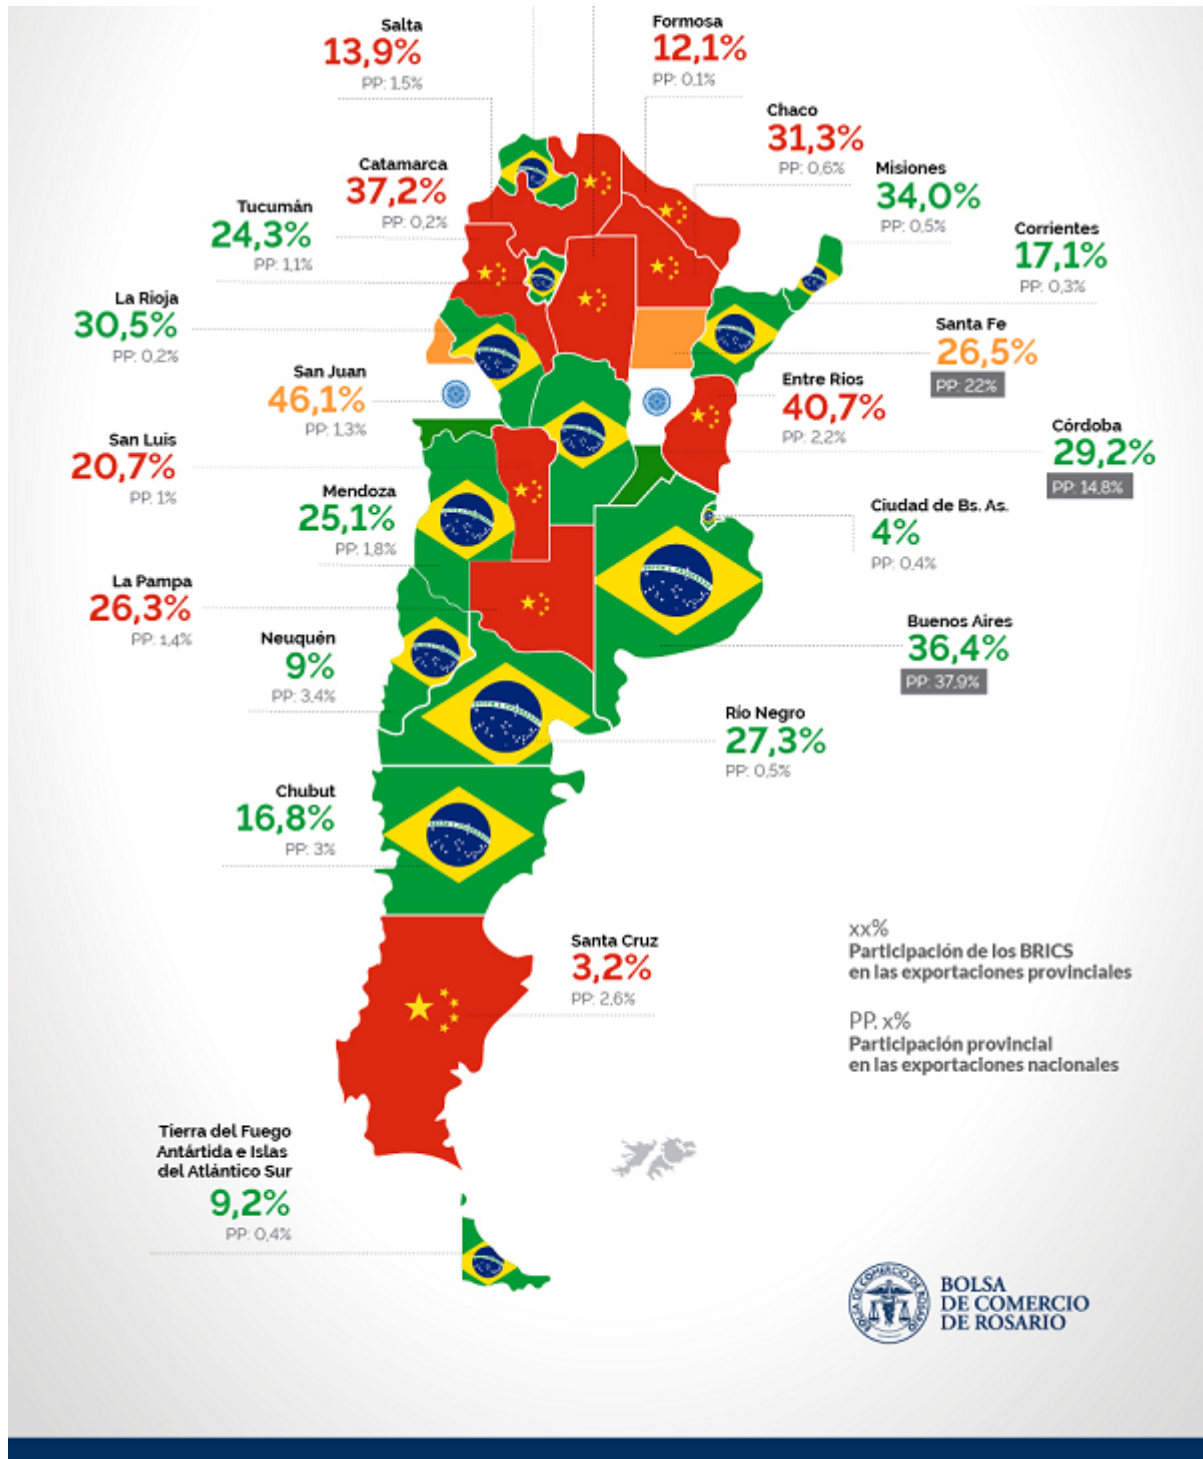 Salta
13,9%
PP: 1,5%
Formosa
12,1%
PP: 0,1%
Chaco
31,3%
PP: 0,6%
Catamarca
37,2%
PP: 0,2%
Misiones
34,0%
PP: 0,5%
Tucumán
24,3%
PP: 1,1%
Corrientes
17,1%
PP: 0,3%
La Rioja
30,5%
PP: 0,2%
Santa Fe
26,5%
PP: 22%
San Juan
46,1%
PP: 1,3%
Entre Rios
40,7%
PP: 2,2%
San Luis
20,7%
PP. 1%
Córdoba
29,2%
PP: 14,8%
Mendoza
25,1%
PP: 1,8%
Ciudad de Bs. As.
4%
PP: 0,4%
La Pampa
26,3%
PP: 1,4%
Buenos Aires
36,4%
PP: 37,9%
Neuquén
9%
PP: 3,4%
Río Negro
27,3%
PP: 0,5%
Chubut
16,8%
PP: 3%
Santa Cruz
3,2%
PP: 2,6%
xx%
Participación de los BRICS
en las exportaciones provinciales
PP. x%
Participación provincial
en las exportaciones nacionales
Tierra del Fuego
Antártida e Islas
del Atlántico Sur
9,2%
PP: 0,4%
BOLSA DE COMERCIO DE ROSARIO
BOLSA
DE COMERCIO
DE ROSARIO